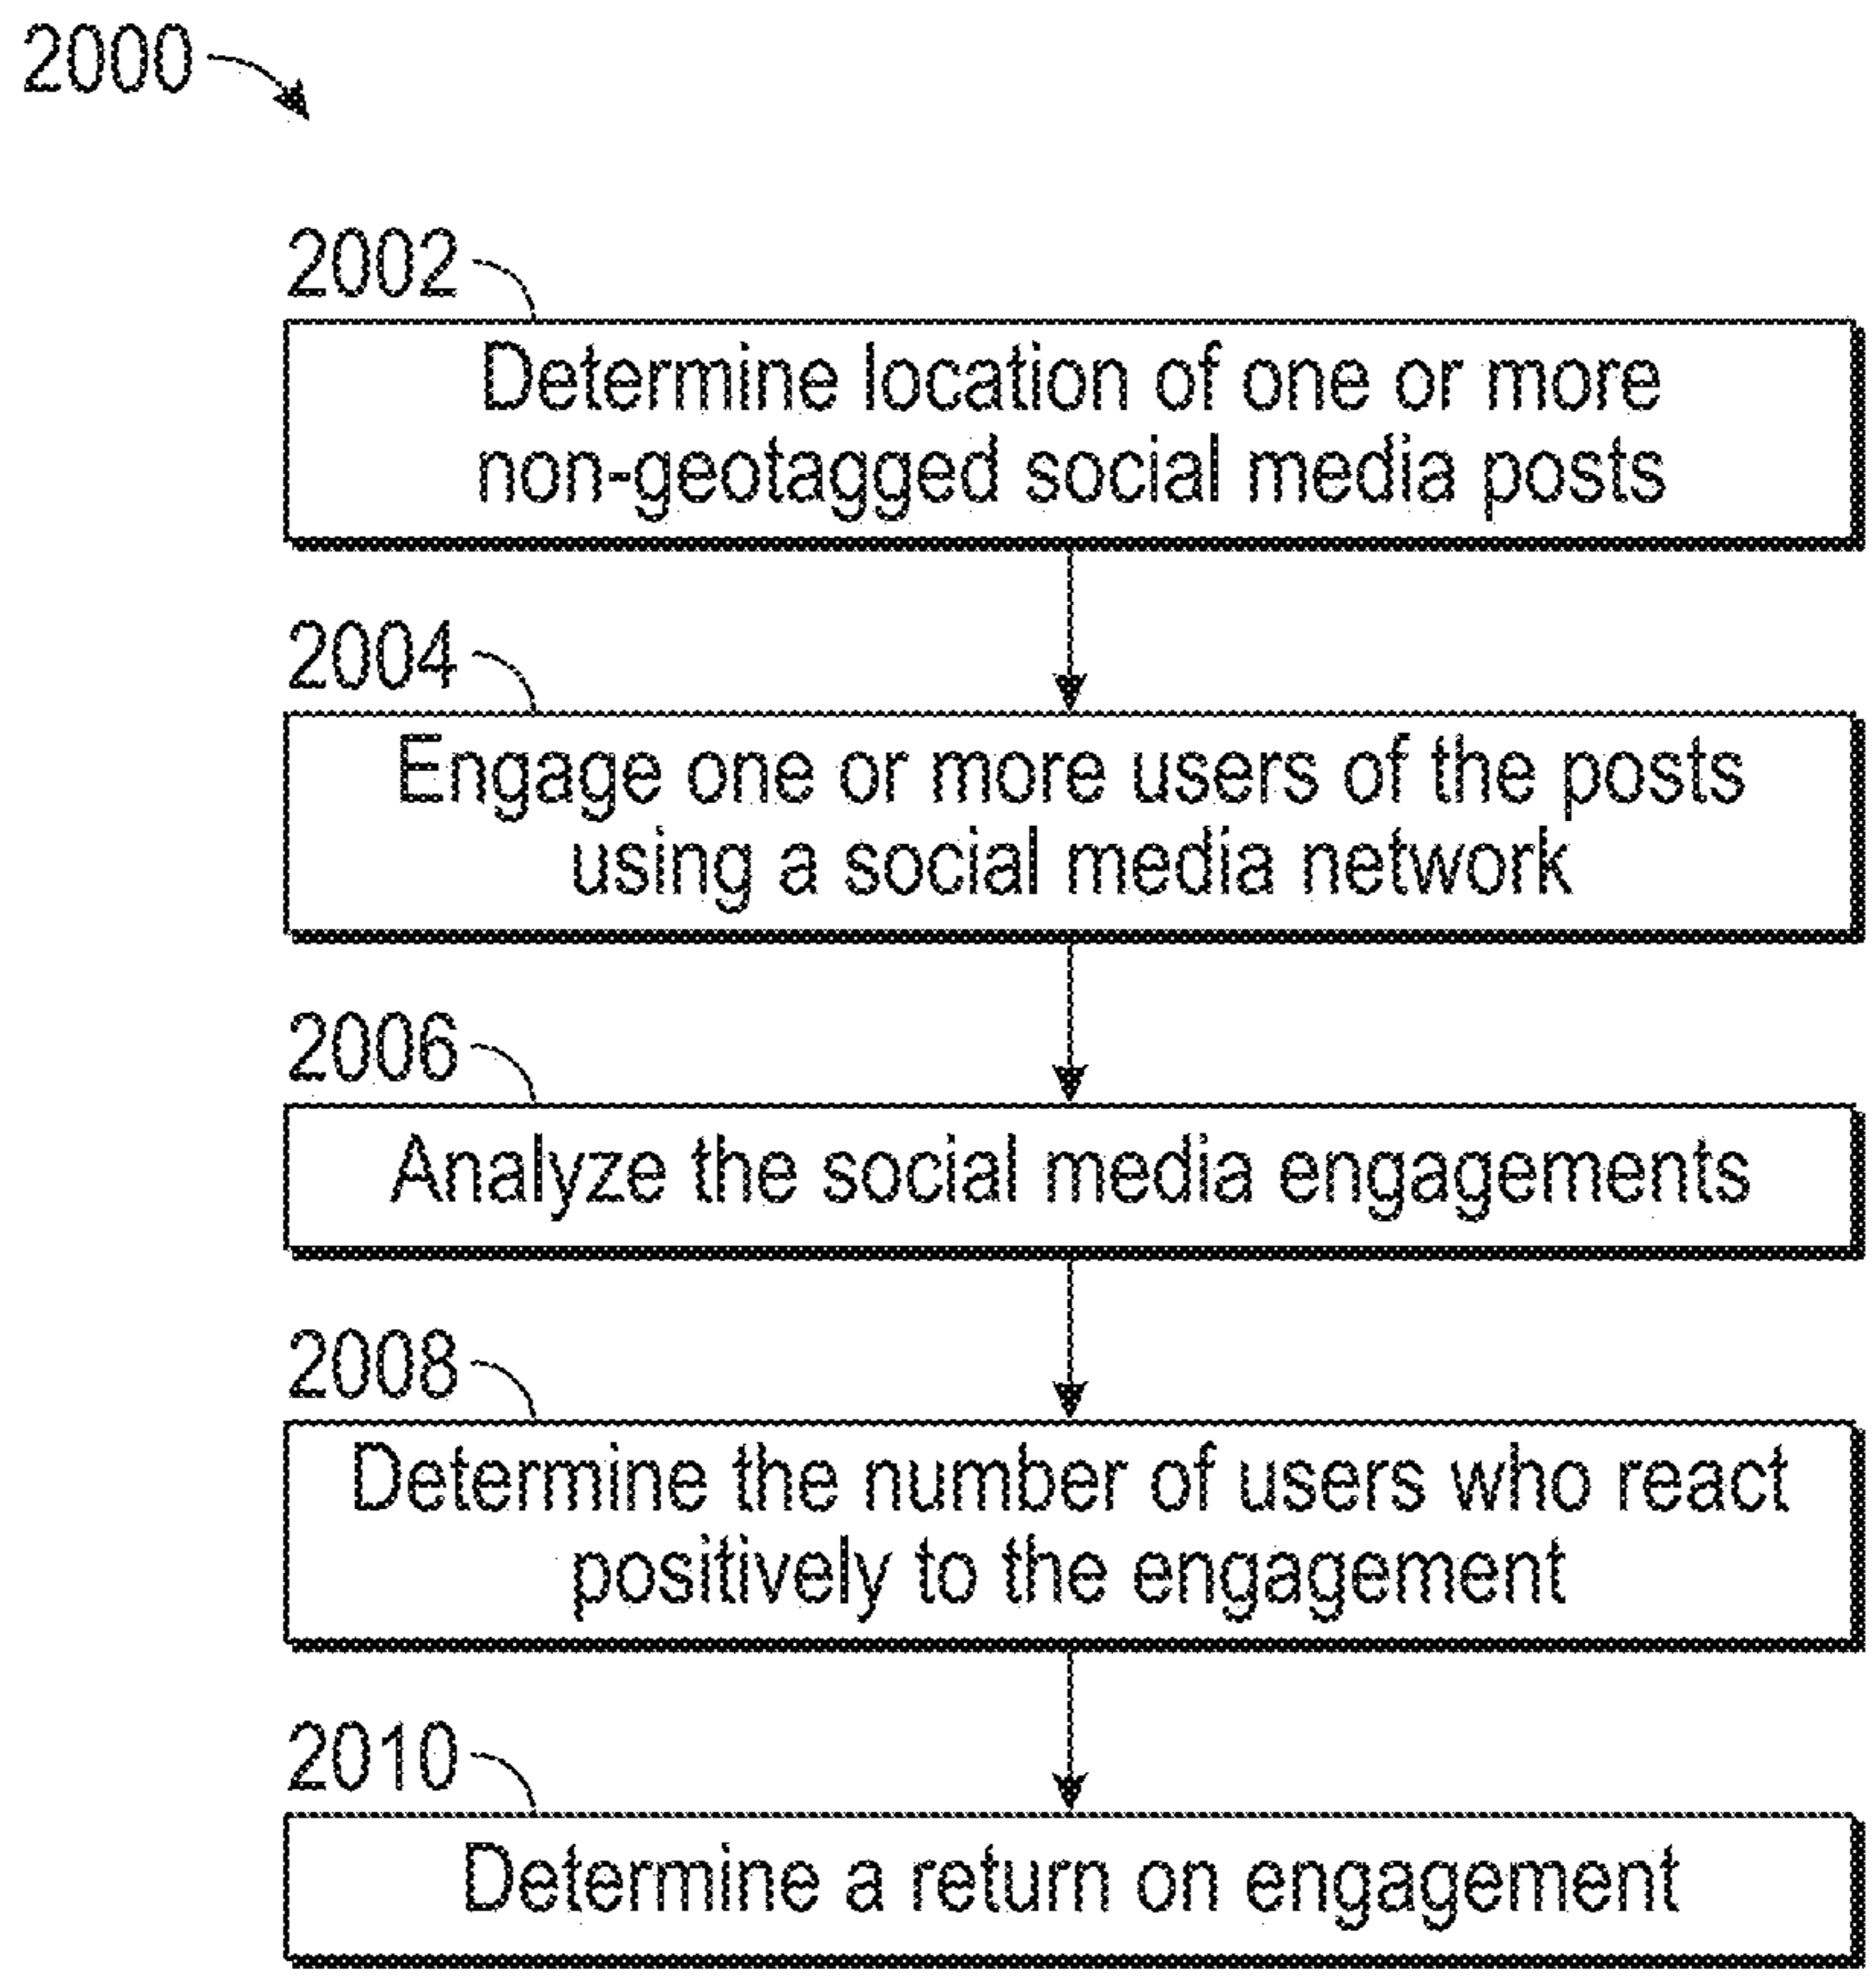 2000
2002
Determine location of one or more
non-geotagged social media posts
2004
Engage one or more users of the posts
using a social media network
2006
Analyze the social media engagements
2008
Determine the number of users who react
positively to the engagement
2010
Determine a return on engagement